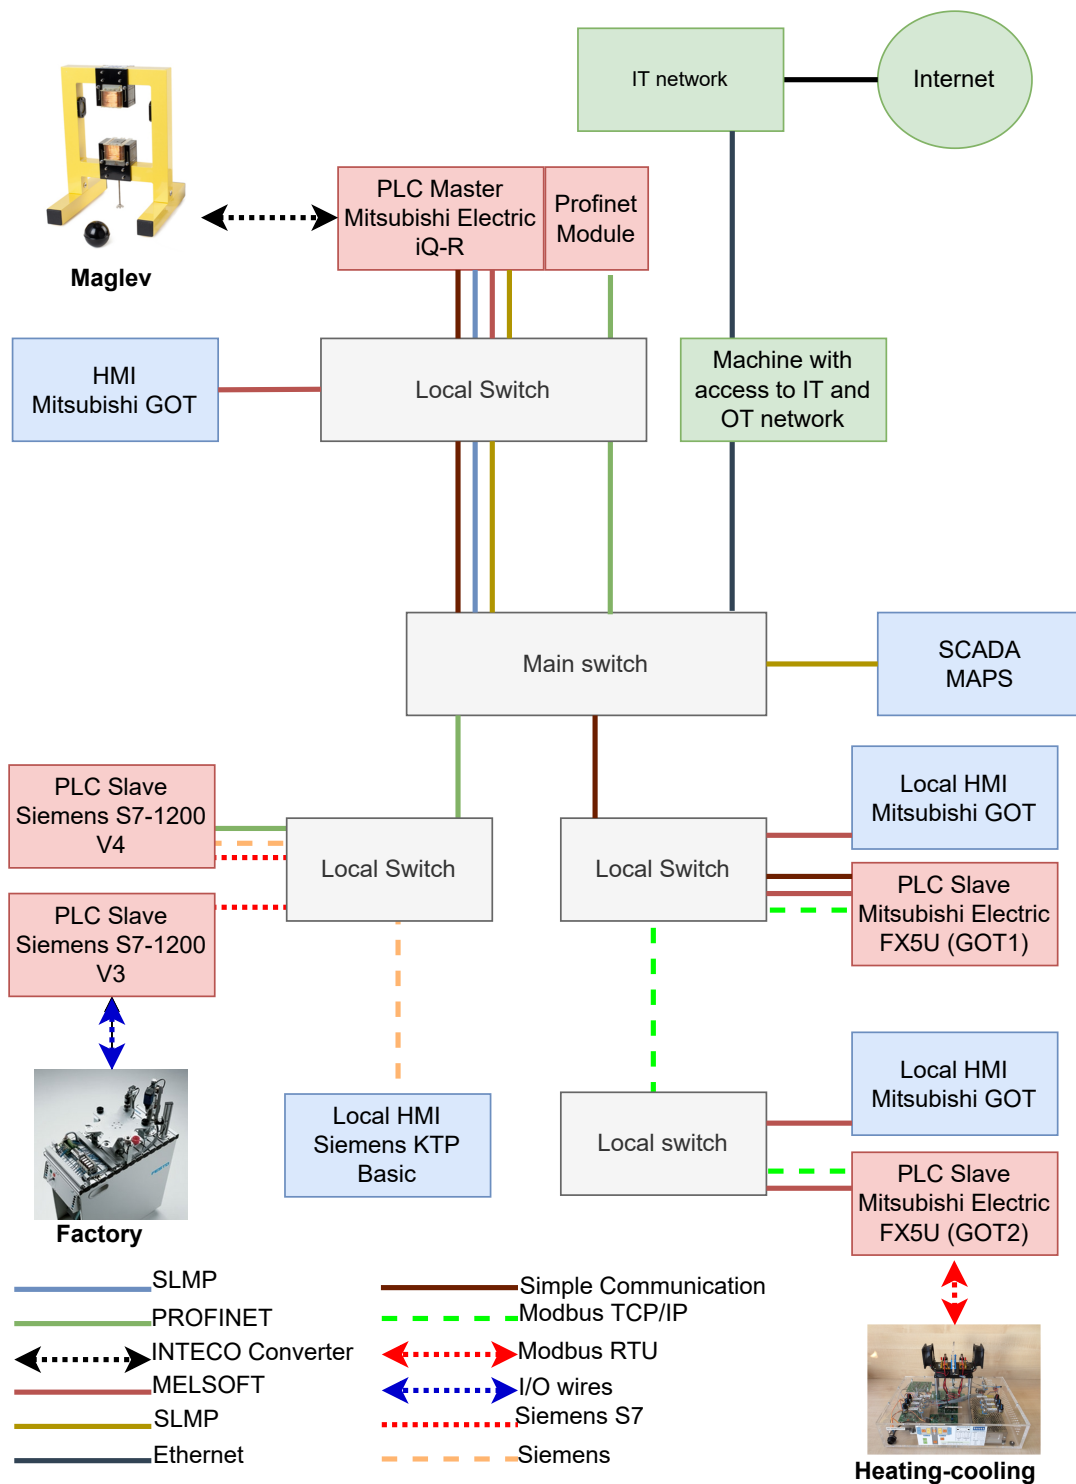 IT network
Internet
PLC Master
Mitsubishi Electric
iQ-R
Profinet
Module
Maglev
HMI
Mitsubishi GOT
Local Switch
Machine with
access to IT and
OT network
Main switch
SCADA
MAPS
PLC Slave
Siemens S7-1200
V4
Local Switch
Local Switch
Local HMI
Mitsubishi GOT
PLC Slave
Siemens S7-1200
V3
PLC Slave
Mitsubishi Electric
FX5U (GOT1)
Local HMI
Siemens KTP
Basic
Local switch
Local HMI
Mitsubishi GOT
PLC Slave
Mitsubishi Electric
FX5U (GOT2)
Factory
SLMP
PROFINET
INTECO Converter
MELSOFT
SLMP
Ethernet
Simple Communication
Modbus TCP/IP
Modbus RTU
I/O wires
Siemens S7
Siemens
Heating-cooling